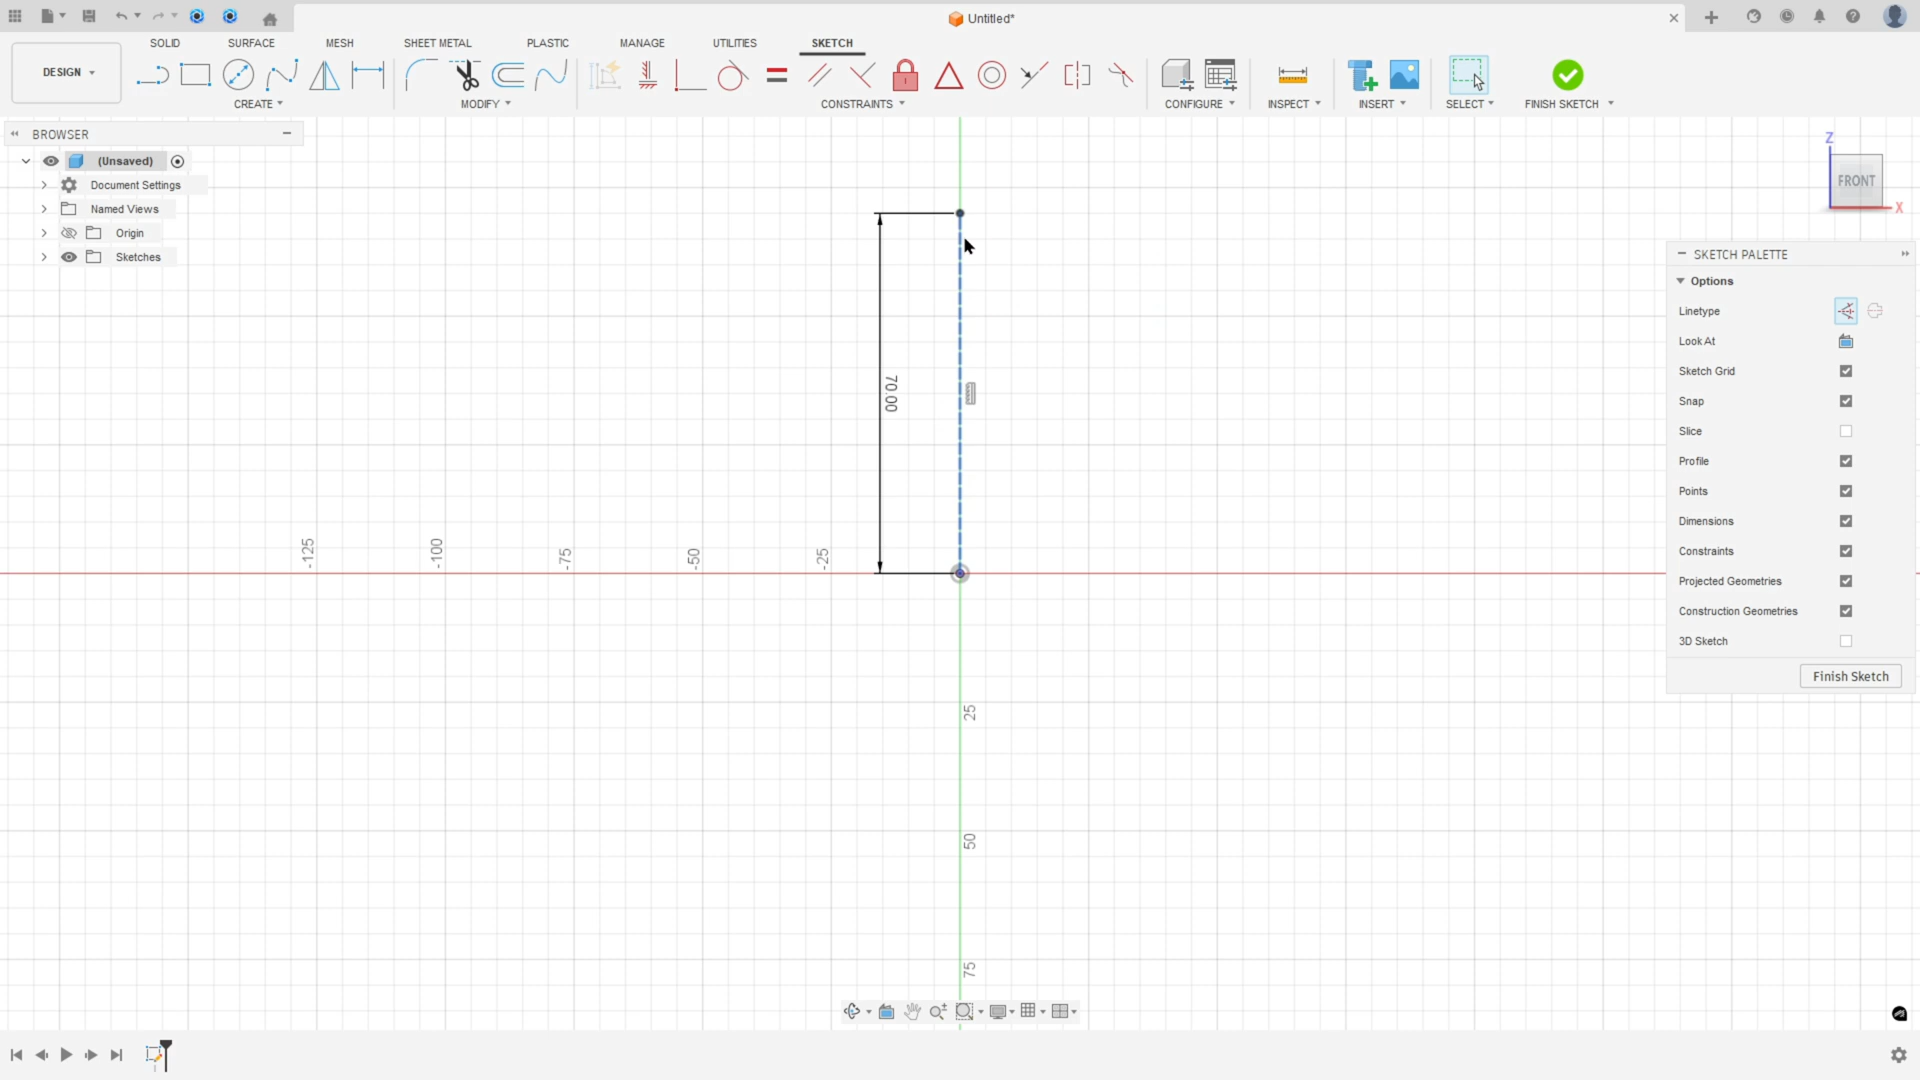 Untitled*
DESIGN
SOLID
SURFACE
MESH
SHEET METAL
PLASTIC
MANAGE
UTILITIES
SKETCH
CREATE
MODIFY
CONSTRAINTS
CONFIGURE
INSPECT
INSERT
SELECT
FINISH SKETCH
BROWSER
(Unsaved)
Document Settings
Named Views
Origin
Sketches
Z
FRONT
X
SKETCH PALETTE
Options
Linetype
Look At
Sketch Grid
Snap
Slice
Profile
Points
Dimensions
Constraints
Projected Geometries
Construction Geometries
3D Sketch
Finish Sketch
70.00
-125
-100
-75
-50
-25
25
50
75